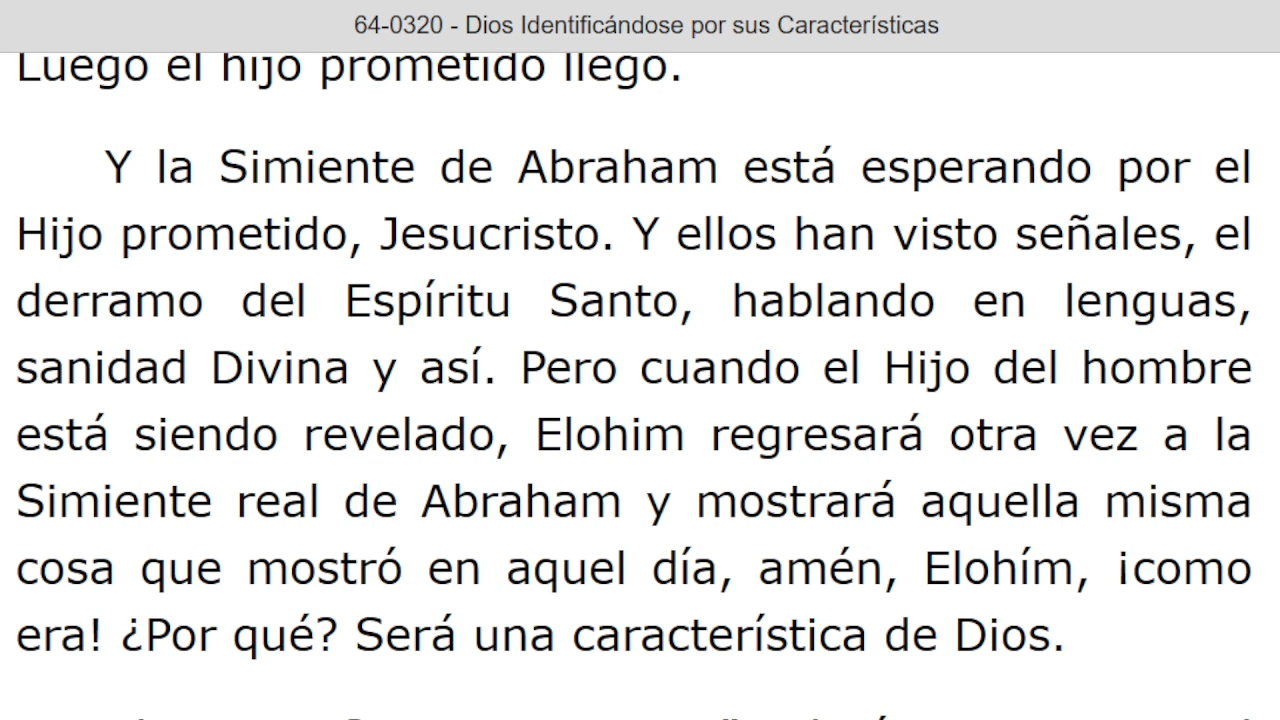 64-0320 - Dios Identificándose por sus Características
Luego el hijo prometido llegó.
Y la Simiente de Abraham está esperando por el
Hijo prometido, Jesucristo. Y ellos han visto señales, el
derramo del Espíritu Santo, hablando en lenguas,
sanidad Divina y así. Pero cuando el Hijo del hombre
está siendo revelado, Elohim regresará otra vez a la
Simiente real de Abraham y mostrará aquella misma
cosa que mostró en aquel día, amén, Elohím, ¡como
era! ¿Por qué? Será una característica de Dios.